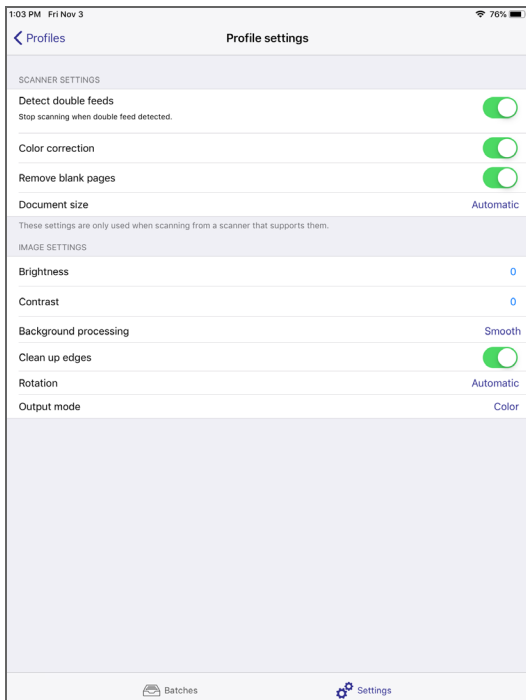 1:03 PM Fri Nov 3 76%
Profiles Profile settings
SCANNER SETTINGS
Detect double feeds
Stop scanning when double feed detected.
Color correction
Remove blank pages
Document size Automatic
These settings are only used when scanning from a scanner that supports them.
IMAGE SETTINGS
Brightness 0
Contrast 0
Background processing Smooth
Clean up edges
Rotation Automatic
Output mode Color
Batches Settings